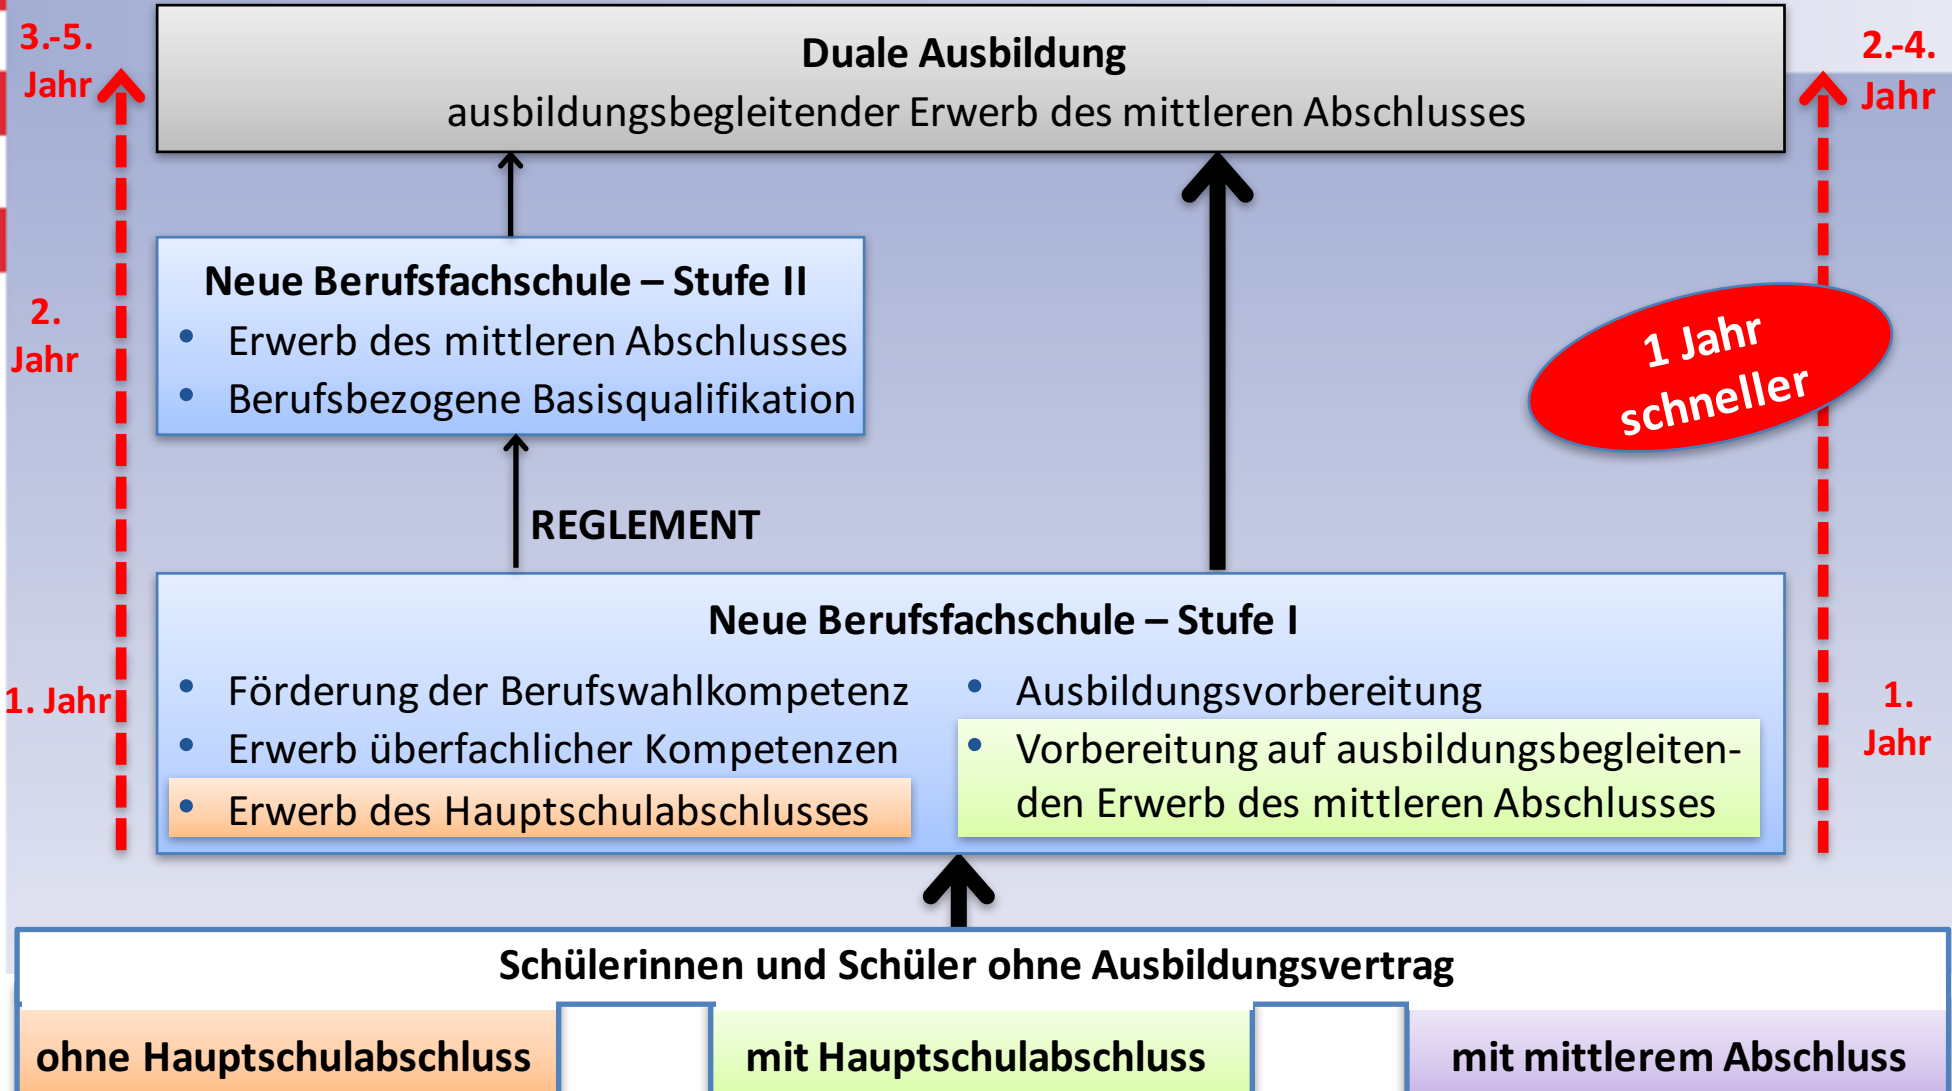 3.-5.
Jahr
Duale Ausbildung
ausbildungsbegleitender Erwerb des mittleren Abschlusses
2.-4.
Jahr
Neue Berufsfachschule – Stufe II
• Erwerb des mittleren Abschlusses
• Berufsbezogene Basisqualifikation
2.
Jahr
1 Jahr
schneller
REGLEMENT
Neue Berufsfachschule – Stufe I
1. Jahr
• Förderung der Berufswahlkompetenz
• Erwerb überfachlicher Kompetenzen
• Erwerb des Hauptschulabschlusses
• Ausbildungsvorbereitung
• Vorbereitung auf ausbildungsbegleiten-
den Erwerb des mittleren Abschlusses
1.
Jahr
Schülerinnen und Schüler ohne Ausbildungsvertrag
ohne Hauptschulabschluss
mit Hauptschulabschluss
mit mittlerem Abschluss